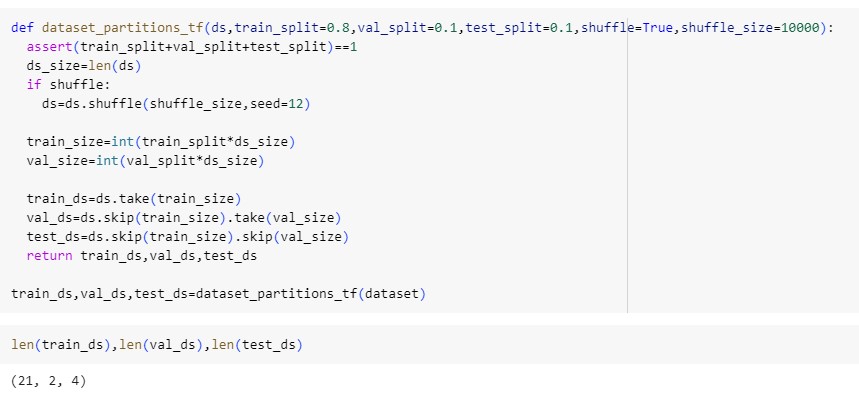 def dataset_partitions_tf(ds,train_split=0.8,val_split=0.1,test_split=0.1,shuffle=True,shuffle_size=10000):
  assert(train_split+val_split+test_split)==1
  ds_size=len(ds)
  if shuffle:
    ds=ds.shuffle(shuffle_size,seed=12)

  train_size=int(train_split*ds_size)
  val_size=int(val_split*ds_size)

  train_ds=ds.take(train_size)
  val_ds=ds.skip(train_size).take(val_size)
  test_ds=ds.skip(train_size).skip(val_size)
  return train_ds,val_ds,test_ds

train_ds,val_ds,test_ds=dataset_partitions_tf(dataset)

len(train_ds),len(val_ds),len(test_ds)

(21, 2, 4)